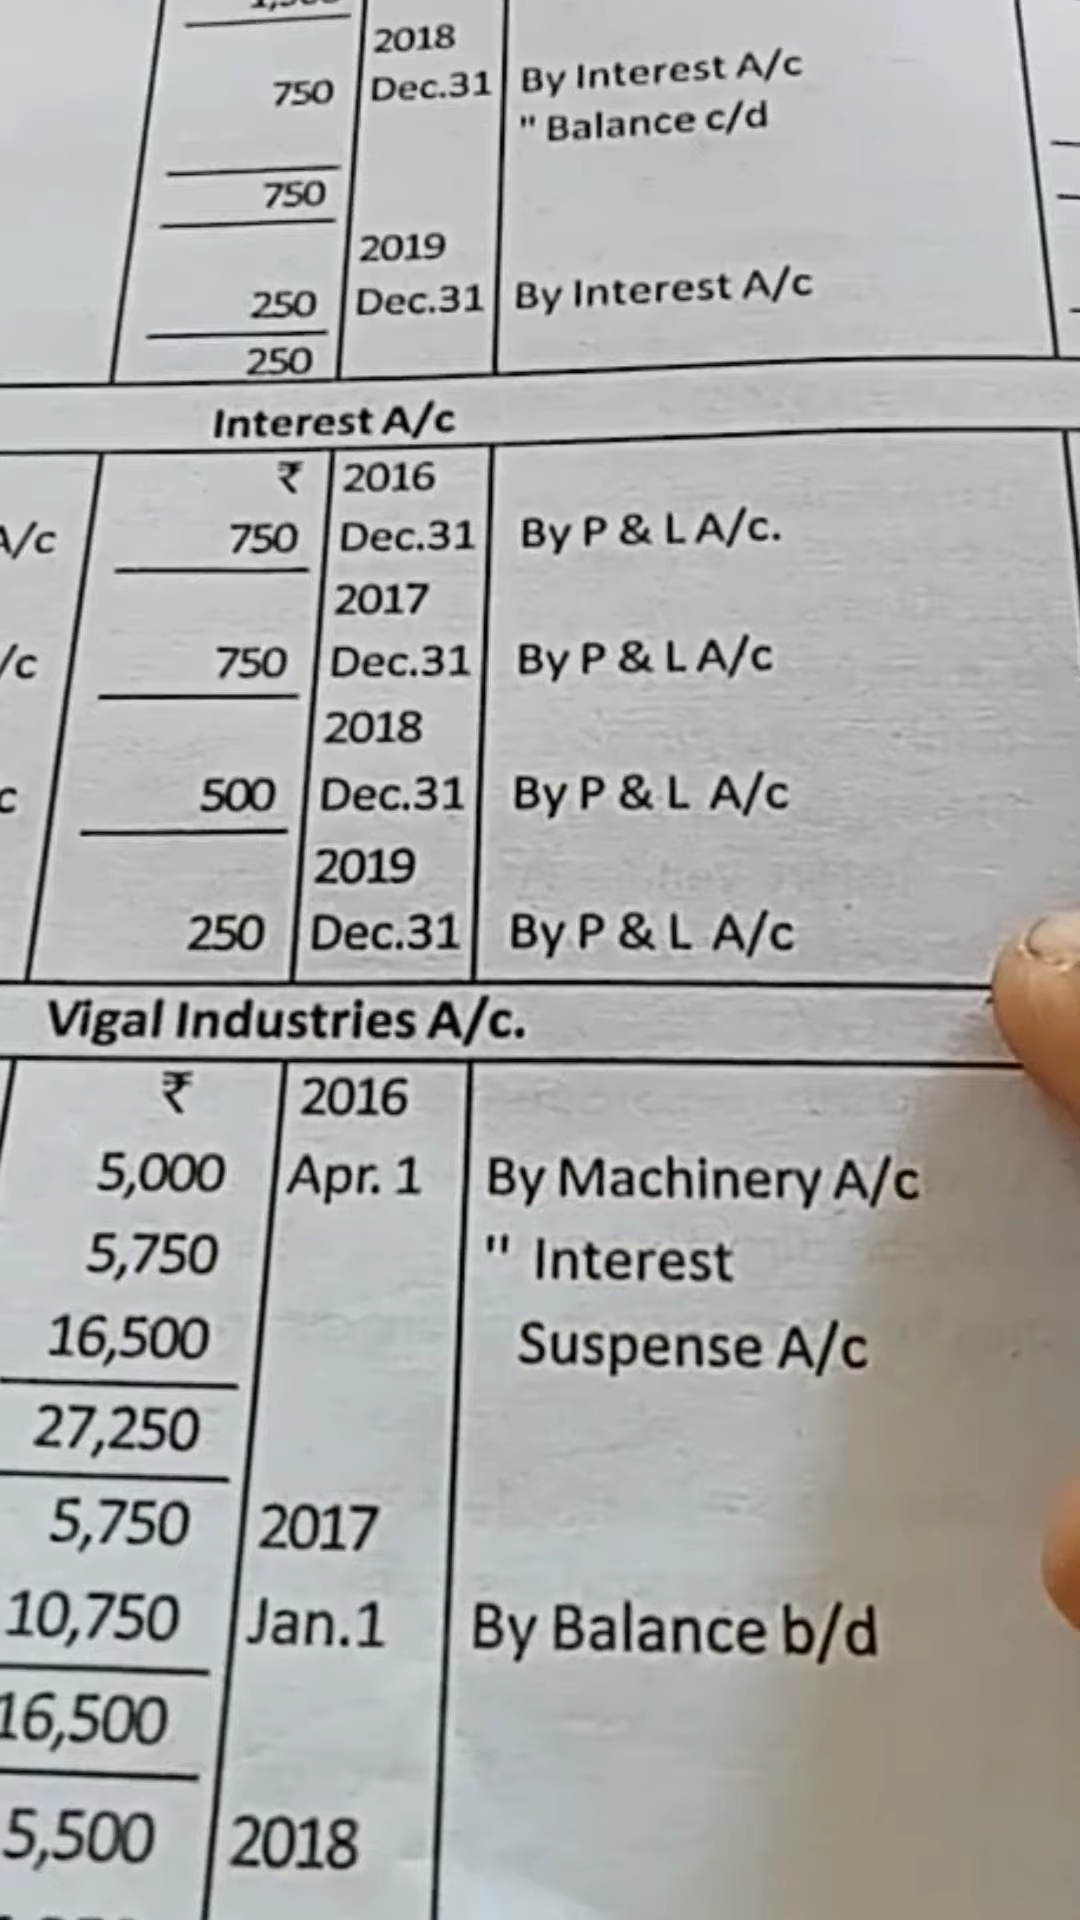 2018
750 Dec.31 By Interest A/c
" Balance c/d
750
2019
250 Dec.31 By Interest A/c
250
Interest A/c
₹ 2016
A/c 750 Dec.31 By P & L A/c.
2017
/c 750 Dec.31 By P & L A/c
2018
c 500 Dec.31 By P & L A/c
2019
250 Dec.31 By P & L A/c
Vigal Industries A/c.
₹ 2016
5,000 Apr. 1 By Machinery A/c
5,750 " Interest
16,500 Suspense A/c
27,250
5,750 2017
10,750 Jan.1 By Balance b/d
16,500
5,500 2018